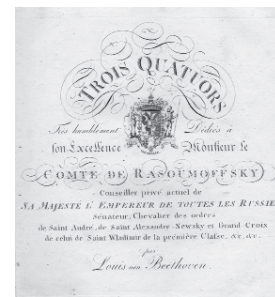 TROIS QUATUORS
Très humblement Dédiés à
son Excellence Monsieur le
COMTE DE RASOUMOFFSKY
Conseiller privé actuel de
SA MAJESTÉ L' EMPEREUR DE TOUTES LES RUSSIE
Sénateur, Chevalier des ordres
de Saint André, de Saint Alexandre Newsky et Grand Croix
de celui de Saint Wladimir de la première Classe, &c. &c.
par
Louis van Beethoven.